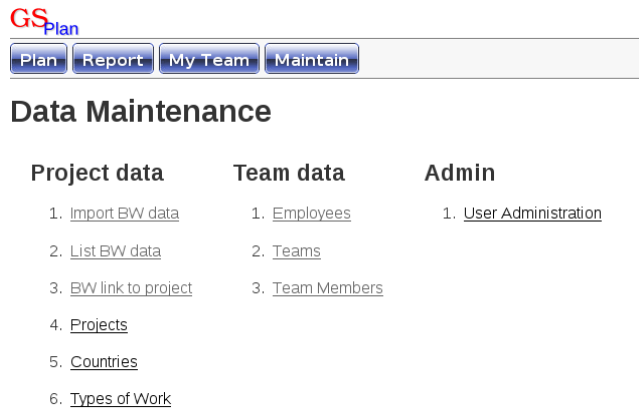 GSPlan
Plan Report My Team Maintain
Data Maintenance
Project data
1. Import BW data
2. List BW data
3. BW link to project
4. Projects
5. Countries
6. Types of Work
Team data
1. Employees
2. Teams
3. Team Members
Admin
1. User Administration